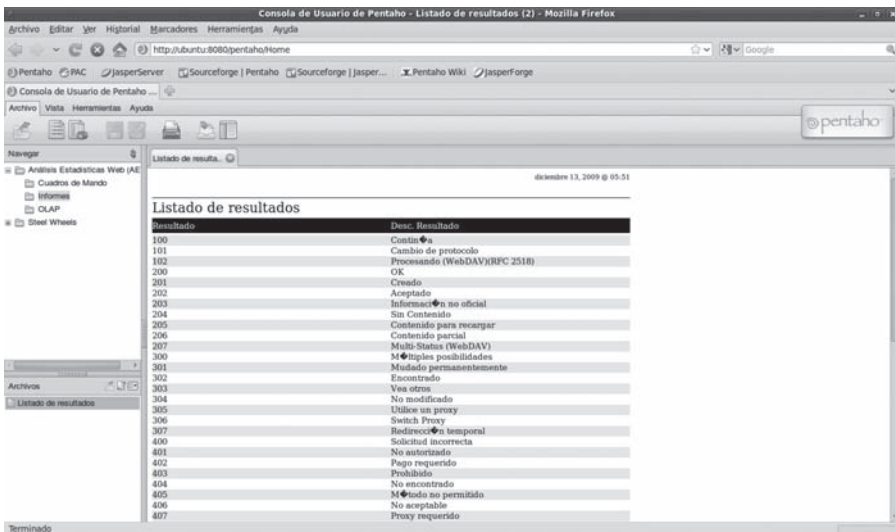 Consola de Usuario de Pentaho - Listado de resultados (2) - Mozilla Firefox
Archivo Editar Ver Historial Marcadores Herramientas Ayuda
http://ubuntu:8080/pentaho/Home
Google
Pentaho PAC JasperServer Sourceforge | Pentaho Sourceforge | Jasper... Pentaho Wiki JasperForge
Consola de Usuario de Pentaho ...
Archivo Vista Herramientas Ayuda
pentaho
Navegar
Análisis Estadísticas Web (AE
Cuadros de Mando
Informes
OLAP
Steel Wheels
Archivos
Listado de resultados
Listado de resulta..
diciembre 13, 2009 @ 05:51
Listado de resultados
Resultado Desc. Resultado
100 Contin�a
101 Cambio de protocolo
102 Procesando (WebDAV)(RFC 2518)
200 OK
201 Creado
202 Aceptado
203 Informaci�n no oficial
204 Sin Contenido
205 Contenido para recargar
206 Contenido parcial
207 Multi-Status (WebDAV)
300 M�ltiples posibilidades
301 Mudado permanentemente
302 Encontrado
303 Vea otros
304 No modificado
305 Utilice un proxy
306 Switch Proxy
307 Redirecci�n temporal
400 Solicitud incorrecta
401 No autorizado
402 Pago requerido
403 Prohibido
404 No encontrado
405 M�todo no permitido
406 No aceptable
407 Proxy requerido
Terminado